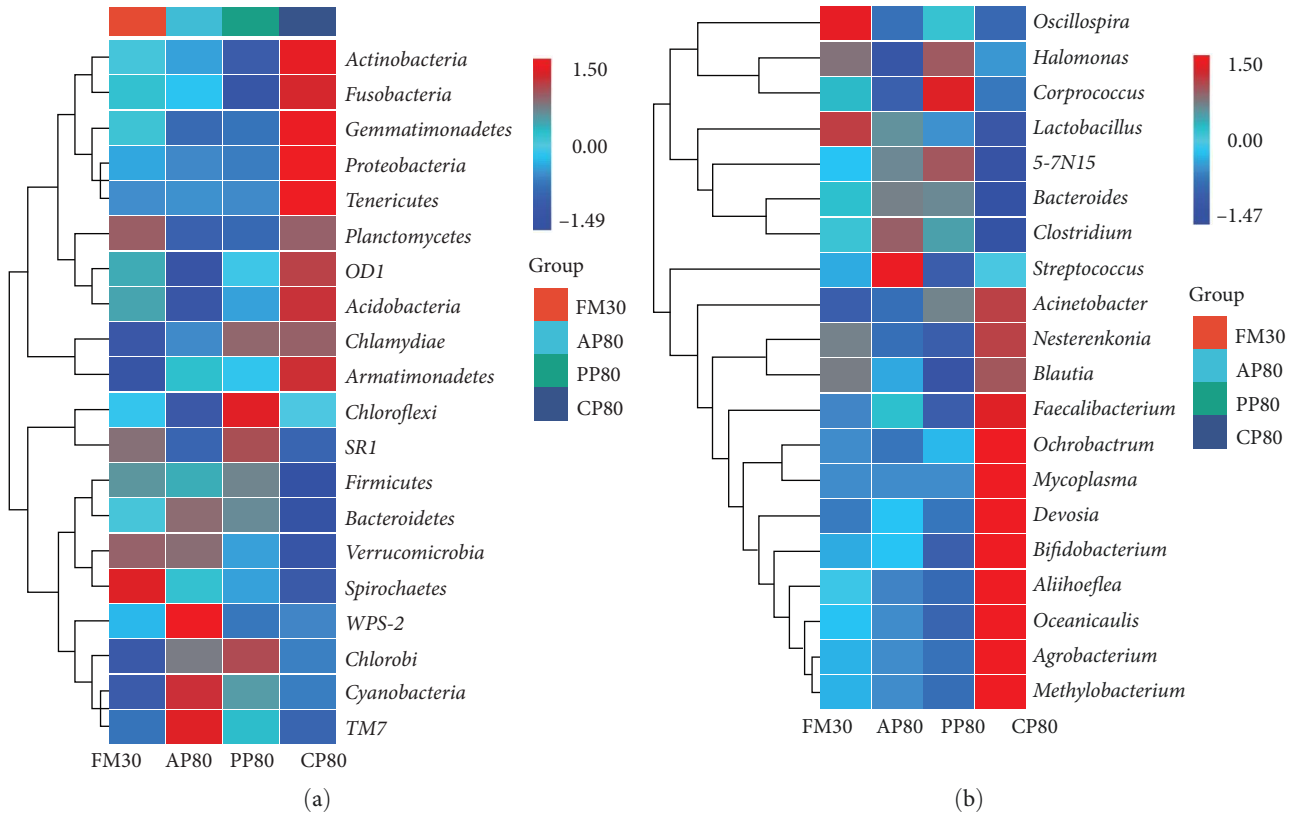 Actinobacteria
Fusobacteria
Gemmatimonadetes
Proteobacteria
Tenericutes
Planctomycetes
OD1
Acidobacteria
Chlamydiae
Armatimonadetes
Chloroflexi
SR1
Firmicutes
Bacteroidetes
Verrucomicrobia
Spirochaetes
WPS-2
Chlorobi
Cyanobacteria
TM7
FM30 AP80 PP80 CP80
1.50
0.00
−1.49
Group
FM30
AP80
PP80
CP80
(a)
Oscillospira
Halomonas
Corprococcus
Lactobacillus
5-7N15
Bacteroides
Clostridium
Streptococcus
Acinetobacter
Nesterenkonia
Blautia
Faecalibacterium
Ochrobactrum
Mycoplasma
Devosia
Bifidobacterium
Aliihoeflea
Oceanicaulis
Agrobacterium
Methylobacterium
FM30 AP80 PP80 CP80
1.50
0.00
−1.47
Group
FM30
AP80
PP80
CP80
(b)